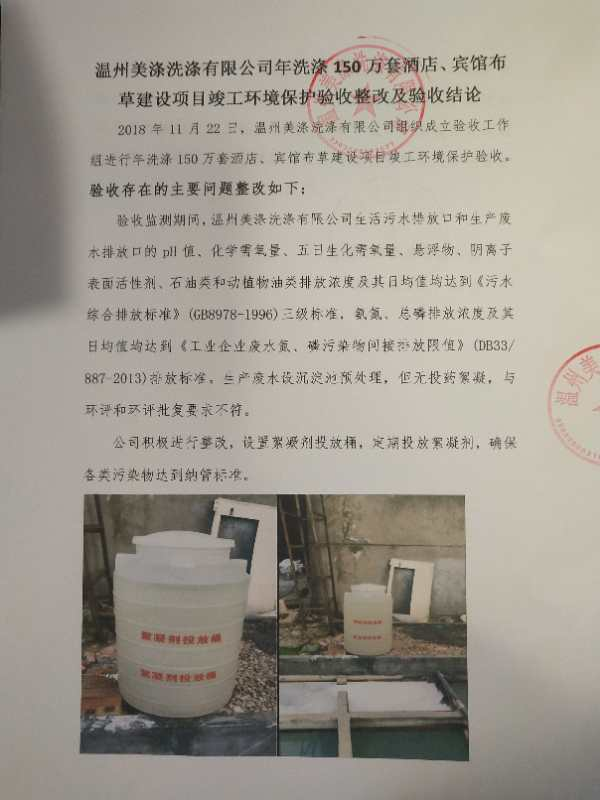 温州美涤洗涤有限公司年洗涤 150 万套酒店、宾馆布
草建设项目竣工环境保护验收整改及验收结论
2018 年 11 月 22 日，温州美涤洗涤有限公司组织成立验收工作
组进行年洗涤 150 万套酒店、宾馆布草建设项目竣工环境保护验收。
验收存在的主要问题整改如下：
验收监测期间，温州美涤洗涤有限公司生活污水排放口和生产废
水排放口的 pH 值、化学需氧量、五日生化需氧量、悬浮物、阴离子
表面活性剂、石油类和动植物油类排放浓度及其日均值均达到《污水
综合排放标准》(GB8978-1996)三级标准，氨氮、总磷排放浓度及其
日均值均达到《工业企业废水氮、磷污染物间接排放限值》(DB33/
887-2013)排放标准。生产废水设沉淀池预处理，但无投药絮凝，与
环评和环评批复要求不符。
公司积极进行整改，设置絮凝剂投放桶，定期投放絮凝剂，确保
各类污染物达到纳管标准。
絮凝剂投放桶
絮凝剂投放桶
絮凝剂投放桶
絮凝剂投放桶
温州美